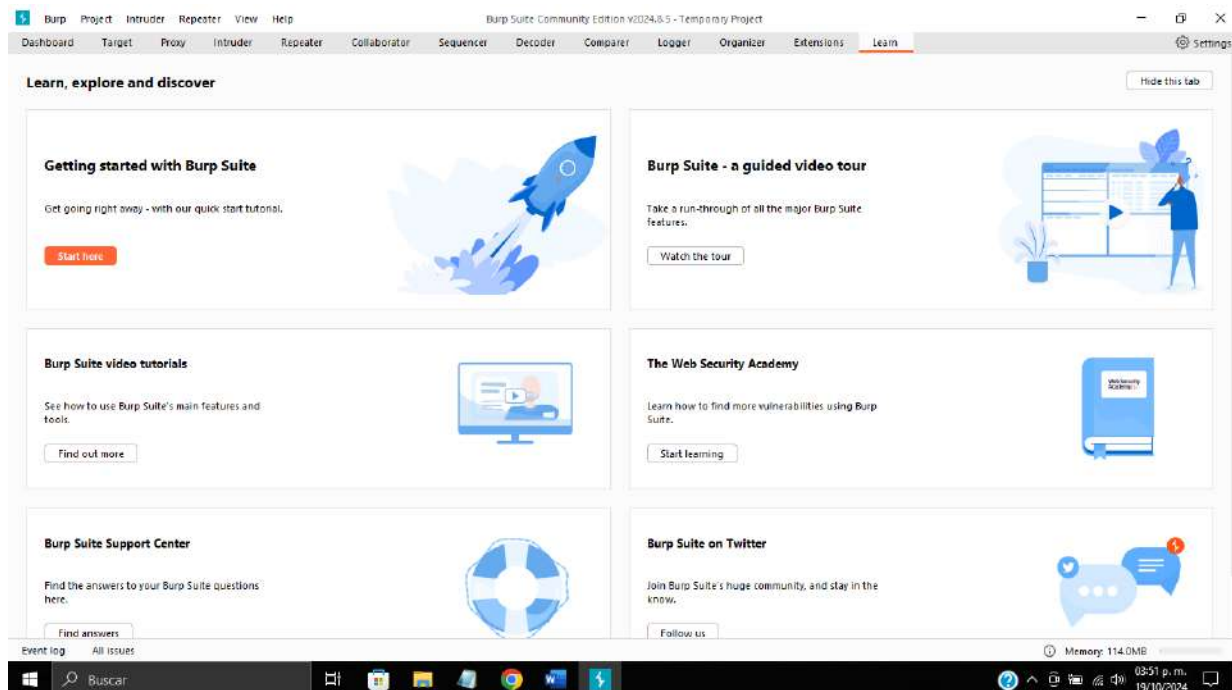 Burp Project Intruder Repeater View Help Burp Suite Community Edition v2024.8.5 - Temporary Project
Dashboard Target Proxy Intruder Repeater Collaborator Sequencer Decoder Comparer Logger Organizer Extensions Learn Settings
Learn, explore and discover
Hide this tab
Getting started with Burp Suite
Get going right away - with our quick start tutorial.
Start here
Burp Suite - a guided video tour
Take a run-through of all the major Burp Suite
features.
Watch the tour
Burp Suite video tutorials
See how to use Burp Suite's main features and
tools.
Find out more
The Web Security Academy
Learn how to find more vulnerabilities using Burp
Suite.
Start learning
Web Security
Academy
Burp Suite Support Center
Find the answers to your Burp Suite questions
here.
Find answers
Burp Suite on Twitter
Join Burp Suite's huge community, and stay in the
know.
Follow us
Event log All issues Memory: 114.0MB
Buscar
03:51 p. m.
19/10/2024